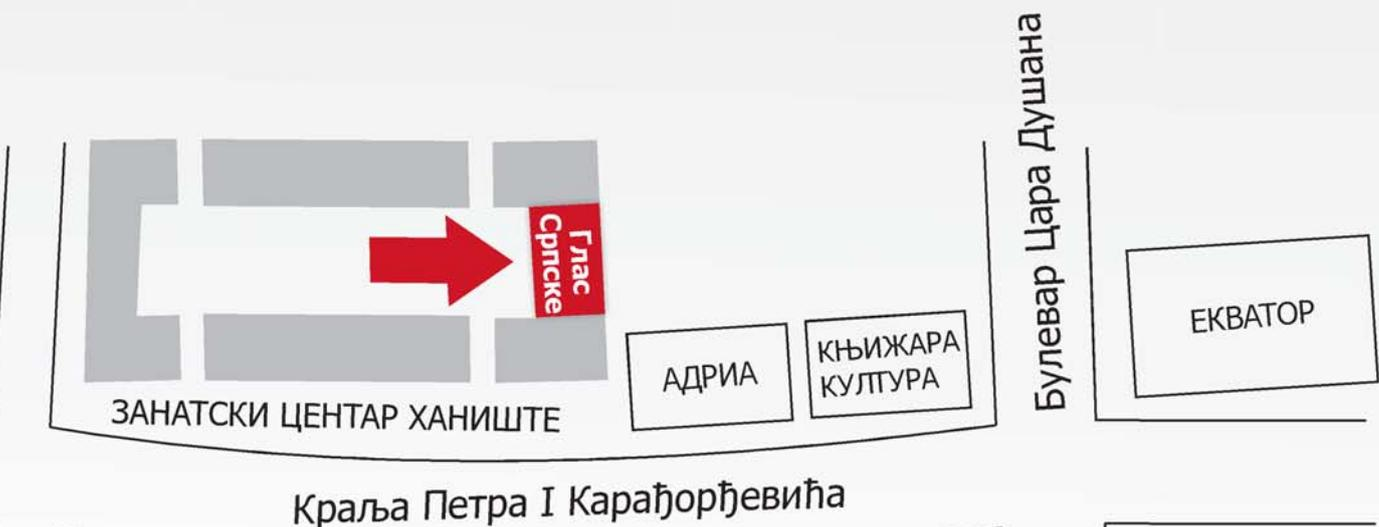 Булевар Цара Душана
Глас
Српске
ЕКВАТОР
АДРИА
КЊИЖАРА
КУЛТУРА
ЗАНАТСКИ ЦЕНТАР ХАНИШТЕ
Краља Петра I Карађорђевића